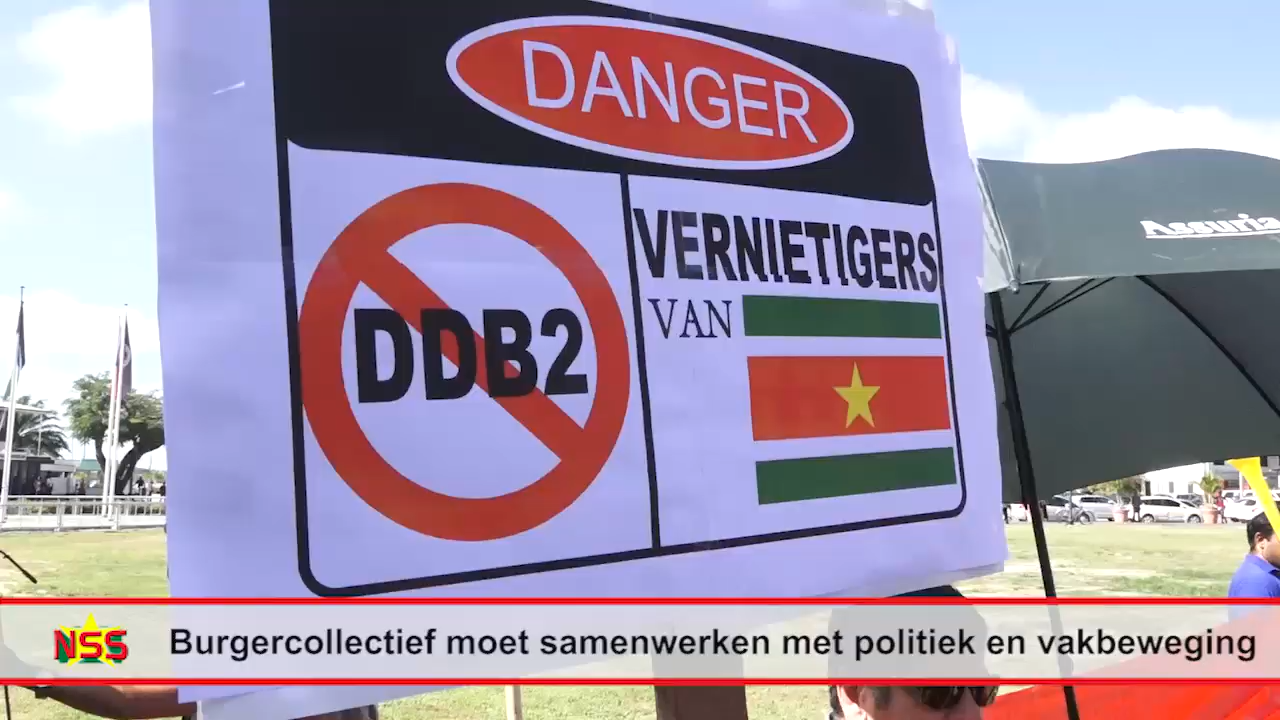 DANGER
DDB2
VERNIETIGERS
VAN
Assuria
NSS
Burgercollectief moet samenwerken met politiek en vakbeweging